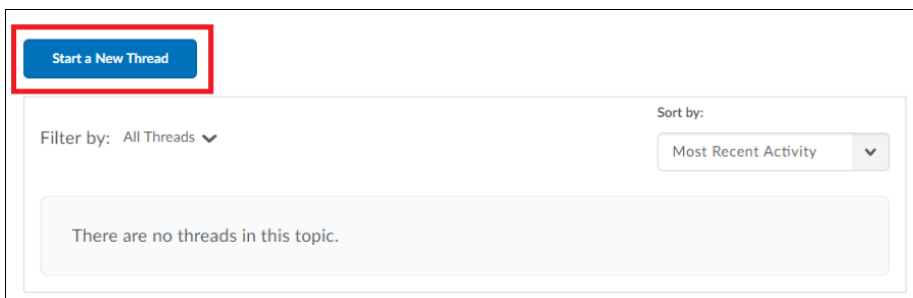 Start a New Thread
Sort by:
Filter by: All Threads
Most Recent Activity
There are no threads in this topic.